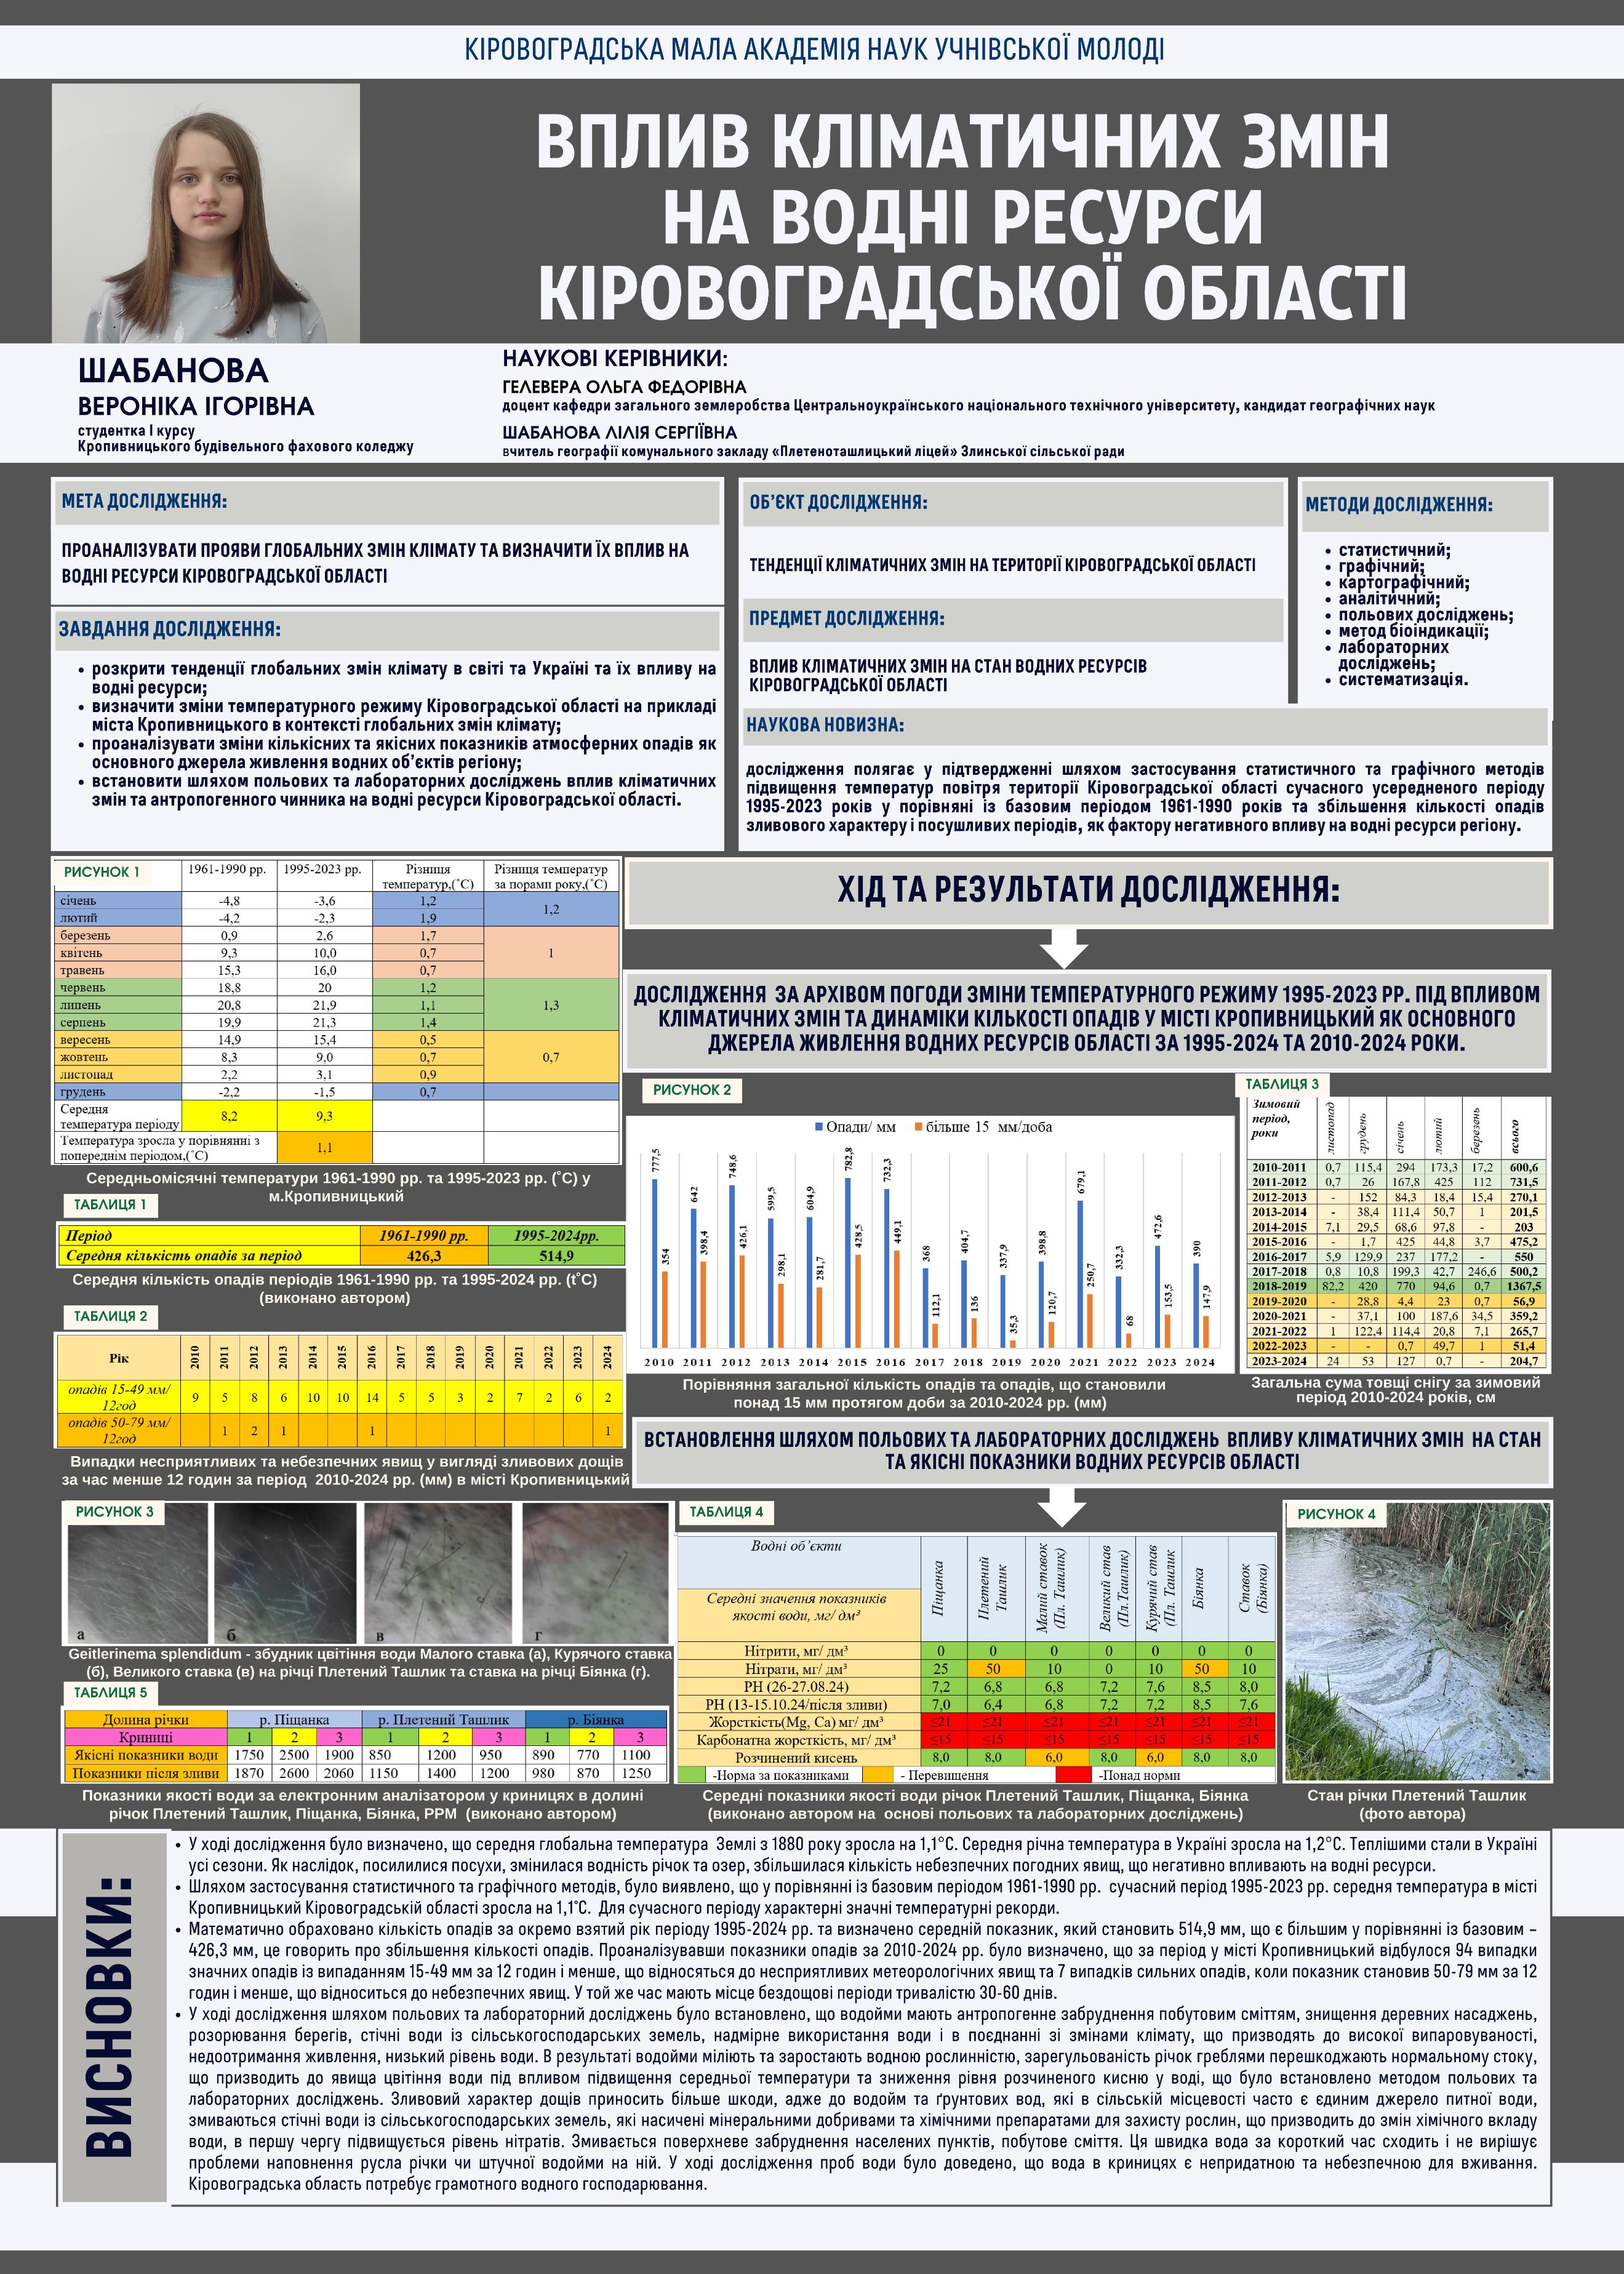 КІРОВОГРАДСЬКА МАЛА АКАДЕМІЯ НАУК УЧНІВСЬКОЇ МОЛОДІ
ВПЛИВ КЛІМАТИЧНИХ ЗМІН
НА ВОДНІ РЕСУРСИ
КІРОВОГРАДСЬКОЇ ОБЛАСТІ
ШАБАНОВА
ВЕРОНІКА ІГОРІВНА
студентка І курсу
Кропивницького будівельного фахового коледжу
НАУКОВІ КЕРІВНИКИ:
ГЕЛЕВЕРА ОЛЬГА ФЕДОРІВНА
доцент кафедри загального землеробства Центральноукраїнського національного технічного університету, кандидат географічних наук
ШАБАНОВА ЛІЛІЯ СЕРГІЇВНА
вчитель географії комунального закладу «Плетеноташлицький ліцей» Злинської сільської ради
МЕТА ДОСЛІДЖЕННЯ:
ПРОАНАЛІЗУВАТИ ПРОЯВИ ГЛОБАЛЬНИХ ЗМІН КЛІМАТУ ТА ВИЗНАЧИТИ ЇХ ВПЛИВ НА
ВОДНІ РЕСУРСИ КІРОВОГРАДСЬКОЇ ОБЛАСТІ
ЗАВДАННЯ ДОСЛІДЖЕННЯ:
• розкрити тенденції глобальних змін клімату в світі та Україні та їх впливу на
водні ресурси;
• визначити зміни температурного режиму Кіровоградської області на прикладі
міста Кропивницького в контексті глобальних змін клімату;
• проаналізувати зміни кількісних та якісних показників атмосферних опадів як
основного джерела живлення водних об'єктів регіону;
• встановити шляхом польових та лабораторних досліджень вплив кліматичних
змін та антропогенного чинника на водні ресурси Кіровоградської області.
ОБ'ЄКТ ДОСЛІДЖЕННЯ:
ТЕНДЕНЦІЇ КЛІМАТИЧНИХ ЗМІН НА ТЕРИТОРІЇ КІРОВОГРАДСЬКОЇ ОБЛАСТІ
ПРЕДМЕТ ДОСЛІДЖЕННЯ:
ВПЛИВ КЛІМАТИЧНИХ ЗМІН НА СТАН ВОДНИХ РЕСУРСІВ
КІРОВОГРАДСЬКОЇ ОБЛАСТІ
МЕТОДИ ДОСЛІДЖЕННЯ:
• статистичний;
• графічний;
• картографічний;
• аналітичний;
• польових досліджень;
• метод біоіндикації;
• лабораторних
досліджень;
• систематизація.
НАУКОВА НОВИЗНА:
дослідження полягає у підтвердженні шляхом застосування статистичного та графічного методів
підвищення температур повітря території Кіровоградської області сучасного усередненого періоду
1995-2023 років у порівняні із базовим періодом 1961-1990 років та збільшення кількості опадів
зливового характеру і посушливих періодів, як фактору негативного впливу на водні ресурси регіону.
РИСУНОК 1
1961-1990 рр. 1995-2023 рр. Різниця температур,(˚С) Різниця температур за порами року,(˚С)
січень -4,8 -3,6 1,2 1,2
лютий -4,2 -2,3 1,9
березень 0,9 2,6 1,7
квітень 9,3 10,0 0,7 1
травень 15,3 16,0 0,7
червень 18,8 20 1,2
липень 20,8 21,9 1,1 1,3
серпень 19,9 21,3 1,4
вересень 14,9 15,4 0,5
жовтень 8,3 9,0 0,7 0,7
листопад 2,2 3,1 0,9
грудень -2,2 -1,5 0,7
Середня температура періоду 8,2 9,3
Температура зросла у порівнянні з попереднім періодом,(˚С) 1,1
Середньомісячні температури 1961-1990 рр. та 1995-2023 рр. (˚С) у
м.Кропивницький
ТАБЛИЦЯ 1
Період 1961-1990 рр. 1995-2024рр.
Середня кількість опадів за період 426,3 514,9
Середня кількість опадів періодів 1961-1990 рр. та 1995-2024 рр. (t˚С)
(виконано автором)
ТАБЛИЦЯ 2
Рік 2010 2011 2012 2013 2014 2015 2016 2017 2018 2019 2020 2021 2022 2023 2024
опадів 15-49 мм/ 12год 9 5 8 6 10 10 14 5 5 3 2 7 2 6 2
опадів 50-79 мм/ 12год 1 2 1 1 1
Випадки несприятливих та небезпечних явищ у вигляді зливових дощів
за час менше 12 годин за період 2010-2024 рр. (мм) в місті Кропивницький
ХІД ТА РЕЗУЛЬТАТИ ДОСЛІДЖЕННЯ:
ДОСЛІДЖЕННЯ ЗА АРХІВОМ ПОГОДИ ЗМІНИ ТЕМПЕРАТУРНОГО РЕЖИМУ 1995-2023 РР. ПІД ВПЛИВОМ
КЛІМАТИЧНИХ ЗМІН ТА ДИНАМІКИ КІЛЬКОСТІ ОПАДІВ У МІСТІ КРОПИВНИЦЬКИЙ ЯК ОСНОВНОГО
ДЖЕРЕЛА ЖИВЛЕННЯ ВОДНИХ РЕСУРСІВ ОБЛАСТІ ЗА 1995-2024 ТА 2010-2024 РОКИ.
РИСУНОК 2
Опади/ мм більше 15 мм/доба
777,5 354 642 398,4 748,6 426,1 599,5 298,1 604,9 281,7 782,8 428,5 732,3 449,1 368 112,1 404,7 136 337,9 35,3 398,8 120,7 679,1 250,7 332,3 68 472,6 153,5 390 147,9
2010 2011 2012 2013 2014 2015 2016 2017 2018 2019 2020 2021 2022 2023 2024
Порівняння загальної кількість опадів та опадів, що становили
понад 15 мм протягом доби за 2010-2024 рр. (мм)
ТАБЛИЦЯ 3
Зимовий період, роки листопад грудень січень лютий березень всього
2010-2011 0,7 115,4 294 173,3 17,2 600,6
2011-2012 0,7 26 167,8 425 112 731,5
2012-2013 - 152 84,3 18,4 15,4 270,1
2013-2014 - 38,4 111,4 50,7 1 201,5
2014-2015 7,1 29,5 68,6 97,8 - 203
2015-2016 - 1,7 425 44,8 3,7 475,2
2016-2017 5,9 129,9 237 177,2 - 550
2017-2018 0,8 10,8 199,3 42,7 246,6 500,2
2018-2019 82,2 420 770 94,6 0,7 1367,5
2019-2020 - 28,8 4,4 23 0,7 56,9
2020-2021 - 37,1 100 187,6 34,5 359,2
2021-2022 1 122,4 114,4 20,8 7,1 265,7
2022-2023 - - 0,7 49,7 1 51,4
2023-2024 24 53 127 0,7 - 204,7
Загальна сума товщі снігу за зимовий
період 2010-2024 років, см
ВСТАНОВЛЕННЯ ШЛЯХОМ ПОЛЬОВИХ ТА ЛАБОРАТОРНИХ ДОСЛІДЖЕНЬ ВПЛИВУ КЛІМАТИЧНИХ ЗМІН НА СТАН
ТА ЯКІСНІ ПОКАЗНИКИ ВОДНИХ РЕСУРСІВ ОБЛАСТІ
РИСУНОК 3
а б в г
Geitlerinema splendidum - збудник цвітіння води Малого ставка (а), Курячого ставка
(б), Великого ставка (в) на річці Плетений Ташлик та ставка на річці Біянка (г).
ТАБЛИЦЯ 5
Долина річки р. Піщанка р. Плетений Ташлик р. Біянка
Криниці 1 2 3 1 2 3 1 2 3
Якісні показники води 1750 2500 1900 850 1200 950 890 770 1100
Показники після зливи 1870 2600 2060 1150 1400 1200 980 870 1250
Показники якості води за електронним аналізатором у криницях в долині
річок Плетений Ташлик, Піщанка, Біянка, РРМ (виконано автором)
ТАБЛИЦЯ 4
Водні об'єкти Піщанка Плетений Ташлик Малий ставок (Пл. Ташлик) Великий став (Пл.Ташлик) Курячий став (Пл. Ташлик Біянка Ставок (Біянка)
Середні значення показників якості води, мг/ дм³
Нітрити, мг/ дм³ 0 0 0 0 0 0 0
Нітрати, мг/ дм³ 25 50 10 0 10 50 10
РН (26-27.08.24) 7,2 6,8 6,8 7,2 7,6 8,5 8,0
РН (13-15.10.24/після зливи) 7,0 6,4 6,8 7,2 7,2 8,5 7,6
Жорсткість(Mg, Ca) мг/ дм³ ≤21 ≤21 ≤21 ≤21 ≤21 ≤21 ≤21
Карбонатна жорсткість, мг/ дм³ ≤15 ≤15 ≤15 ≤15 ≤15 ≤15 ≤15
Розчинений кисень 8,0 8,0 6,0 8,0 6,0 8,0 8,0
-Норма за показниками - Перевищення -Понад норми
Середні показники якості води річок Плетений Ташлик, Піщанка, Біянка
(виконано автором на основі польових та лабораторних досліджень)
РИСУНОК 4
Стан річки Плетений Ташлик
(фото автора)
ВИСНОВКИ:
• У ході дослідження було визначено, що середня глобальна температура Землі з 1880 року зросла на 1,1°С. Середня річна температура в Україні зросла на 1,2°С. Теплішими стали в Україні
усі сезони. Як наслідок, посилилися посухи, змінилася водність річок та озер, збільшилася кількість небезпечних погодних явищ, що негативно впливають на водні ресурси.
• Шляхом застосування статистичного та графічного методів, було виявлено, що у порівнянні із базовим періодом 1961-1990 рр. сучасний період 1995-2023 рр. середня температура в місті
Кропивницький Кіровоградській області зросла на 1,1°С. Для сучасного періоду характерні значні температурні рекорди.
• Математично обраховано кількість опадів за окремо взятий рік періоду 1995-2024 рр. та визначено середній показник, який становить 514,9 мм, що є більшим у порівнянні із базовим –
426,3 мм, це говорить про збільшення кількості опадів. Проаналізувавши показники опадів за 2010-2024 рр. було визначено, що за період у місті Кропивницький відбулося 94 випадки
значних опадів із випаданням 15-49 мм за 12 годин і менше, що відносяться до несприятливих метеорологічних явищ та 7 випадків сильних опадів, коли показник становив 50-79 мм за 12
годин і менше, що відноситься до небезпечних явищ. У той же час мають місце бездощові періоди тривалістю 30-60 днів.
• У ході дослідження шляхом польових та лабораторний досліджень було встановлено, що водойми мають антропогенне забруднення побутовим сміттям, знищення деревних насаджень,
розорювання берегів, стічні води із сільськогосподарських земель, надмірне використання води і в поєднанні зі змінами клімату, що призводять до високої випаровуваності,
недоотримання живлення, низький рівень води. В результаті водойми міліють та заростають водною рослинністю, зарегульованість річок греблями перешкоджають нормальному стоку,
що призводить до явища цвітіння води під впливом підвищення середньої температури та зниження рівня розчиненого кисню у воді, що було встановлено методом польових та
лабораторних досліджень. Зливовий характер дощів приносить більше шкоди, адже до водойм та ґрунтових вод, які в сільській місцевості часто є єдиним джерело питної води,
змиваються стічні води із сільськогосподарських земель, які насичені мінеральними добривами та хімічними препаратами для захисту рослин, що призводить до змін хімічного вкладу
води, в першу чергу підвищується рівень нітратів. Змивається поверхневе забруднення населених пунктів, побутове сміття. Ця швидка вода за короткий час сходить і не вирішує
проблеми наповнення русла річки чи штучної водойми на ній. У ході дослідження проб води було доведено, що вода в криницях є непридатною та небезпечною для вживання.
Кіровоградська область потребує грамотного водного господарювання.